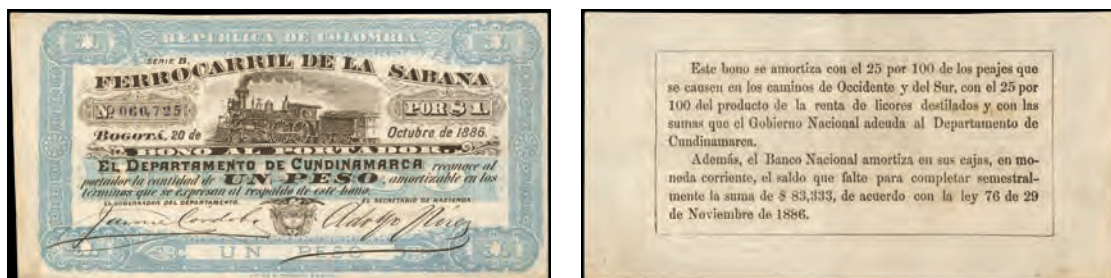 $1. REPUBLICA DE COLOMBIA. $1.
SERIE B.
FERROCARRIL DE LA SABANA
Nº 060,725 POR $ 1.
BOGOTÁ, 20 de Octubre de 1886.
BONO AL PORTADOR.
EL DEPARTAMENTO DE CUNDINAMARCA reconoce al
portador la cantidad de UN PESO, amortizable en los
términos que se expresan al respaldo de este bono.
EL GOBERNADOR DEL DEPARTAMENTO. EL SECRETARIO DE HACIENDA
Jaime Cordoba
UN PESO
Este bono se amortiza con el 25 por 100 de los peajes que
se causen en los caminos de Occidente y del Sur, con el 25 por
100 del producto de la renta de licores destilados y con las
sumas que el Gobierno Nacional adeuda al Departamento de
Cundinamarca.
Además, el Banco Nacional amortiza en sus cajas, en mo-
neda corriente, el saldo que falte para completar semestral-
mente la suma de $ 83,333, de acuerdo con la ley 76 de 29
de Noviembre de 1886.